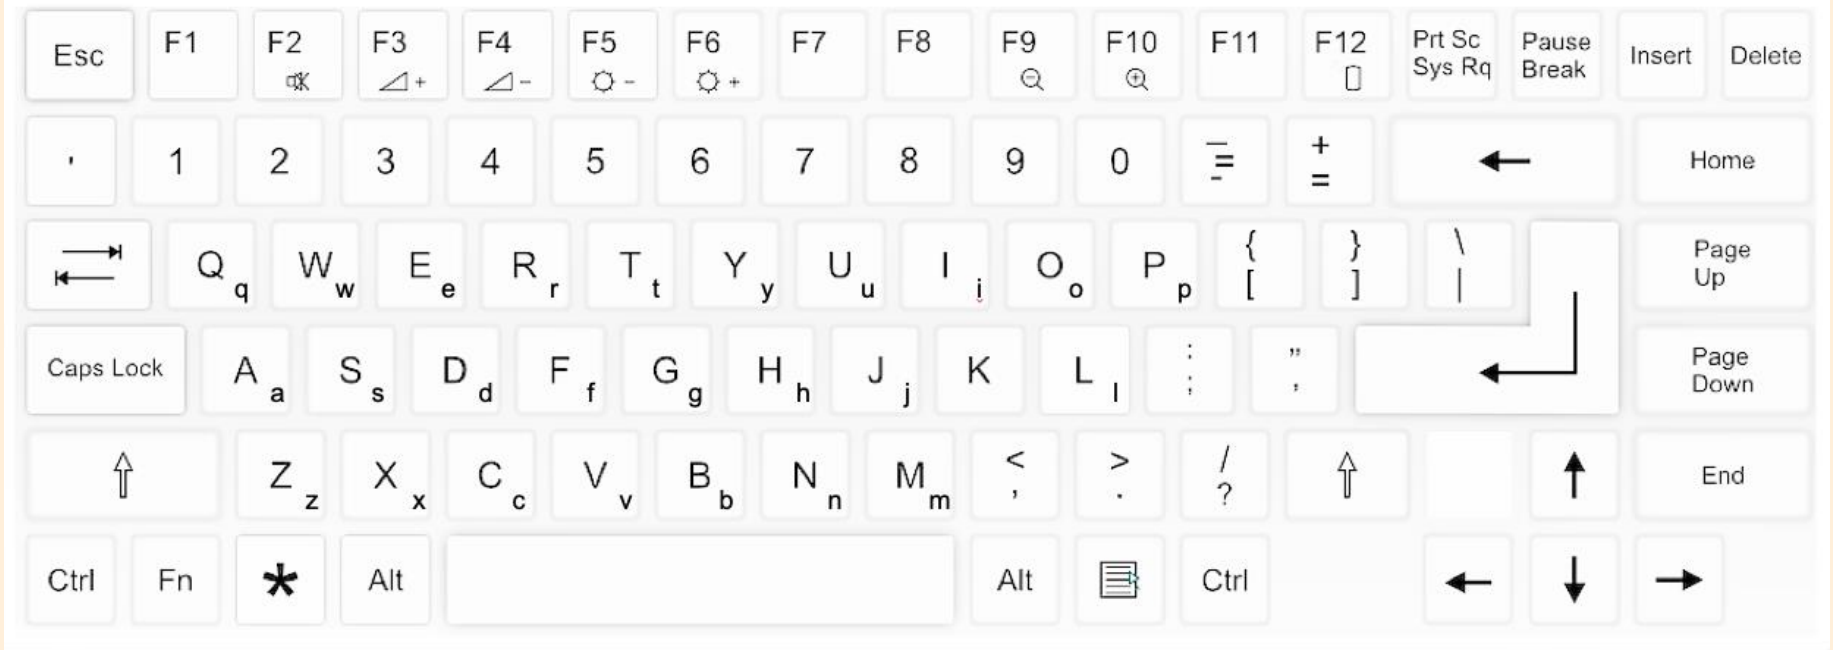 Esc F1 F2 F3 + F4 - F5 - F6 + F7 F8 F9 F10 F11 F12 Prt Sc Sys Rq Pause Break Insert Delete
' 1 2 3 4 5 6 7 8 9 0 — = - + = ← Home
Q q W w E e R r T t Y y U u I i O o P p { [ } ] \ | Page Up
Caps Lock A a S s D d F f G g H h J j K L l : ; " , Page Down
⇧ Z z X x C c V v B b N n M m < , > . / ? ⇧ ↑ End
Ctrl Fn * Alt Alt Ctrl ← ↓ →